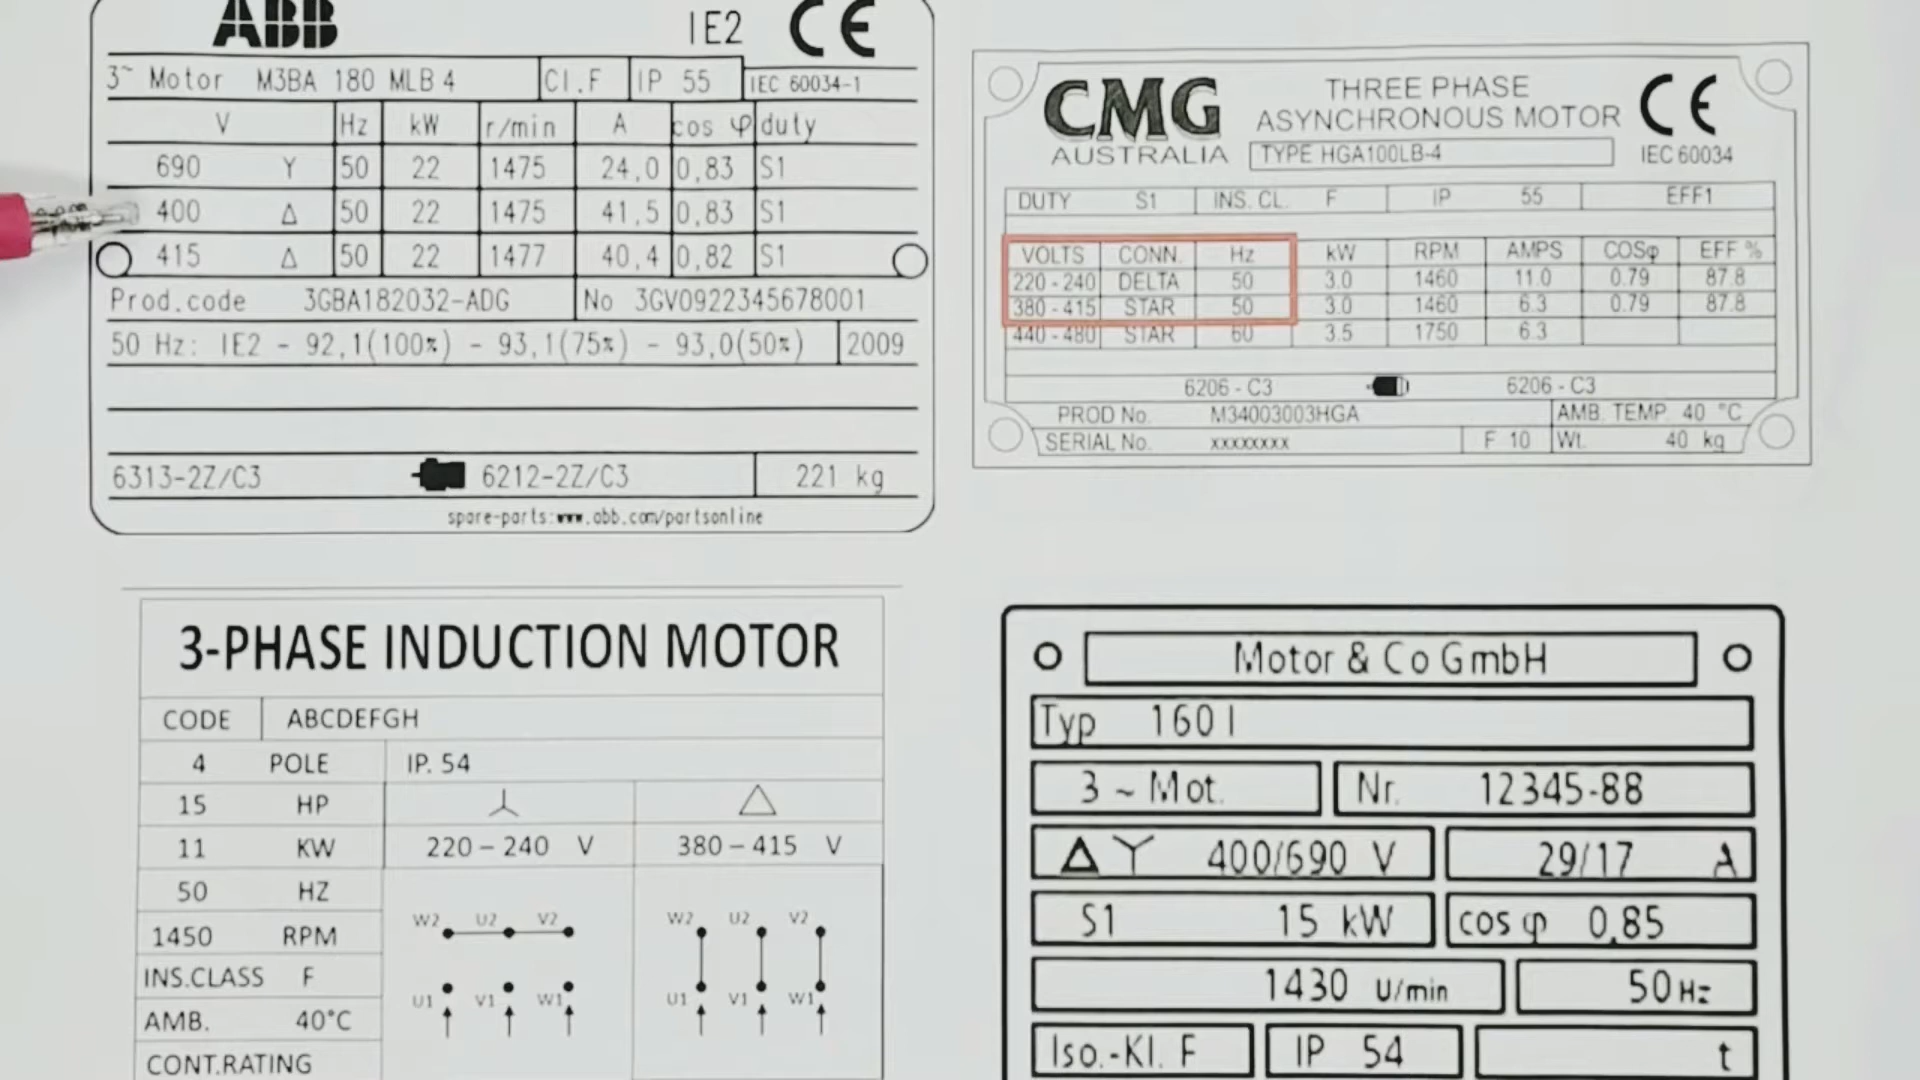 ABB IE2 CE
3~ Motor M3BA 180 MLB 4 Cl.F IP 55 IEC 60034-1
V Hz kW r/min A cos φ duty
690 Y 50 22 1475 24,0 0,83 S1
400 Δ 50 22 1475 41,5 0,83 S1
415 Δ 50 22 1477 40,4 0,82 S1
Prod.code 3GBA182032-ADG No 3GV0922345678001
50 Hz: IE2 - 92,1(100%) - 93,1(75%) - 93,0(50%) 2009
6313-2Z/C3 6212-2Z/C3 221 kg
spare-parts:www.abb.com/partsonline
CMG THREE PHASE CE
ASYNCHRONOUS MOTOR
AUSTRALIA TYPE HGA100LB-4 IEC 60034
DUTY S1 INS. CL. F IP 55 EFF1
VOLTS CONN. Hz kW RPM AMPS COSφ EFF %
220-240 DELTA 50 3.0 1460 11.0 0.79 87.8
380-415 STAR 50 3.0 1460 6.3 0.79 87.8
440-480 STAR 60 3.5 1750 6.3
6206 - C3 6206 - C3
PROD No. M34003003HGA AMB. TEMP. 40 °C
SERIAL No. xxxxxxxx F 10 Wt. 40 kg
3-PHASE INDUCTION MOTOR
CODE ABCDEFGH
4 POLE IP. 54
15 HP
11 KW 220 – 240 V 380 – 415 V
50 HZ
W2 U2 V2 W2 U2 V2
1450 RPM
INS.CLASS F
U1 V1 W1 U1 V1 W1
AMB. 40°C
CONT.RATING
Motor & Co GmbH
Typ 160 l
3 ~ Mot. Nr. 12345-88
Δ Y 400/690 V 29/17 A
S1 15 kW cos φ 0,85
1430 U/min 50 Hz
Iso.-Kl. F IP 54 t